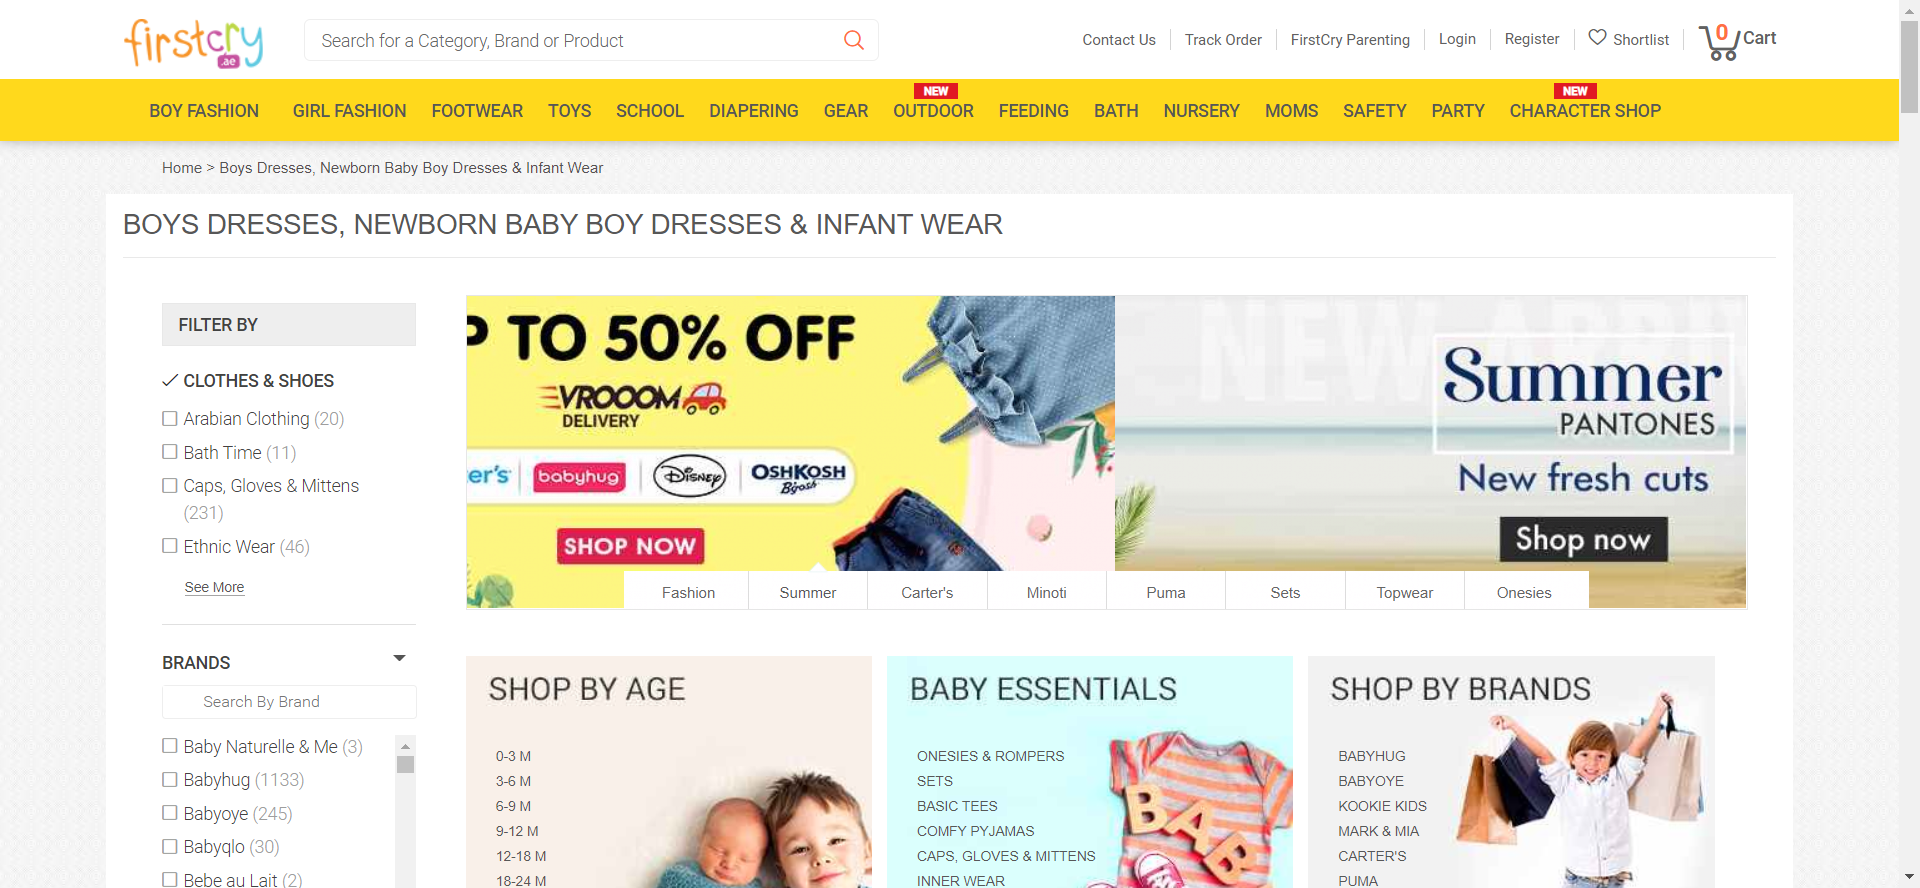 firstcry
.ae
Search for a Category, Brand or Product
Contact Us
Track Order
FirstCry Parenting
Login
Register
Shortlist
0
Cart
BOY FASHION
GIRL FASHION
FOOTWEAR
TOYS
SCHOOL
DIAPERING
GEAR
NEW
OUTDOOR
FEEDING
BATH
NURSERY
MOMS
SAFETY
PARTY
NEW
CHARACTER SHOP
Home > Boys Dresses, Newborn Baby Boy Dresses & Infant Wear
BOYS DRESSES, NEWBORN BABY BOY DRESSES & INFANT WEAR
FILTER BY
CLOTHES & SHOES
Arabian Clothing (20)
Bath Time (11)
Caps, Gloves & Mittens
(231)
Ethnic Wear (46)
See More
BRANDS
Search By Brand
Baby Naturelle & Me (3)
Babyhug (1133)
Babyoye (245)
Babyqlo (30)
Bebe au Lait (2)
P TO 50% OFF
VROOOM
DELIVERY
er's
babyhug
Disney
OSHKOSH
B'gosh
SHOP NOW
NEW ARRI
Summer
PANTONES
New fresh cuts
Shop now
Fashion
Summer
Carter's
Minoti
Puma
Sets
Topwear
Onesies
SHOP BY AGE
0-3 M
3-6 M
6-9 M
9-12 M
12-18 M
18-24 M
BABY ESSENTIALS
ONESIES & ROMPERS
SETS
BASIC TEES
COMFY PYJAMAS
CAPS, GLOVES & MITTENS
INNER WEAR
BAB
SHOP BY BRANDS
BABYHUG
BABYOYE
KOOKIE KIDS
MARK & MIA
CARTER'S
PUMA